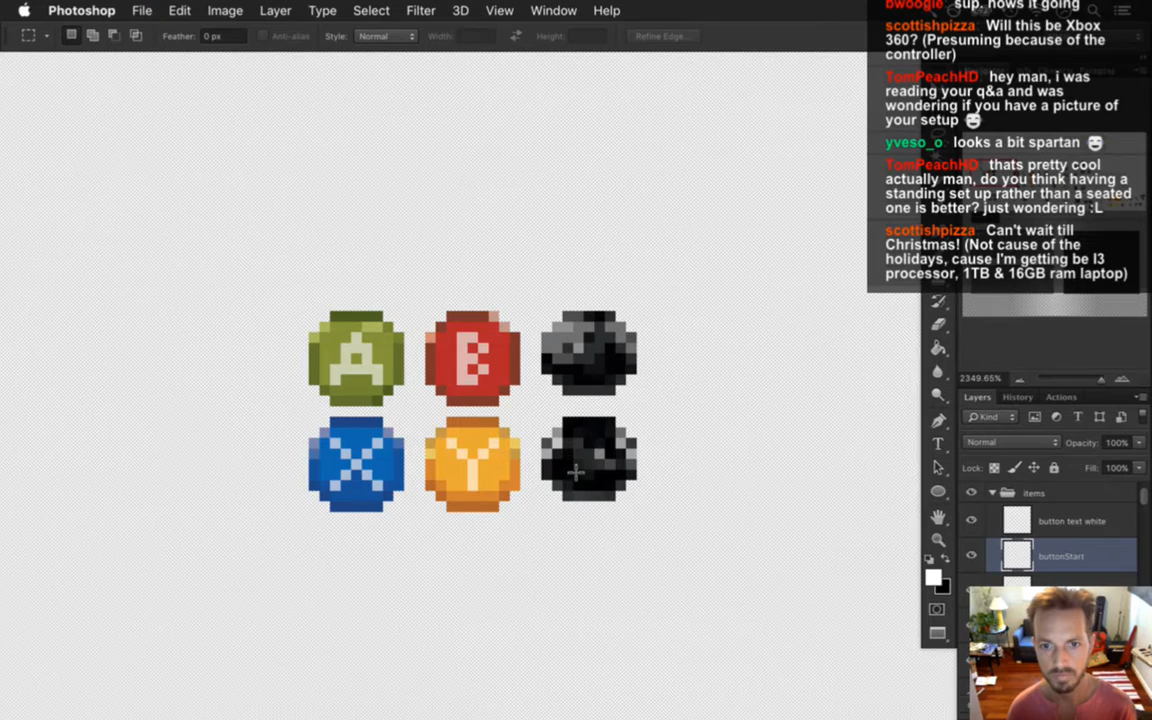 Photoshop File Edit Image Layer Type Select Filter 3D View Window Help
Feather: 0 px Anti-alias Style: Normal Width: Height: Refine Edge...
bwoogie sup. hows it going
scottishpizza Will this be Xbox
360? (Presuming because of the
controller)
TomPeachHD hey man, i was
reading your q&a and was
wondering if you have a picture of
your setup
yveso_o looks a bit spartan
TomPeachHD thats pretty cool
actually man, do you think having a
standing set up rather than a seated
one is better? just wondering :L
scottishpizza Can't wait till
Christmas! (Not cause of the
holidays, cause I'm getting be I3
processor, 1TB & 16GB ram laptop)
A B
X Y
2349.65%
Layers History Actions
Kind
Normal Opacity: 100%
Lock: Fill: 100%
items
button text white
buttonStart